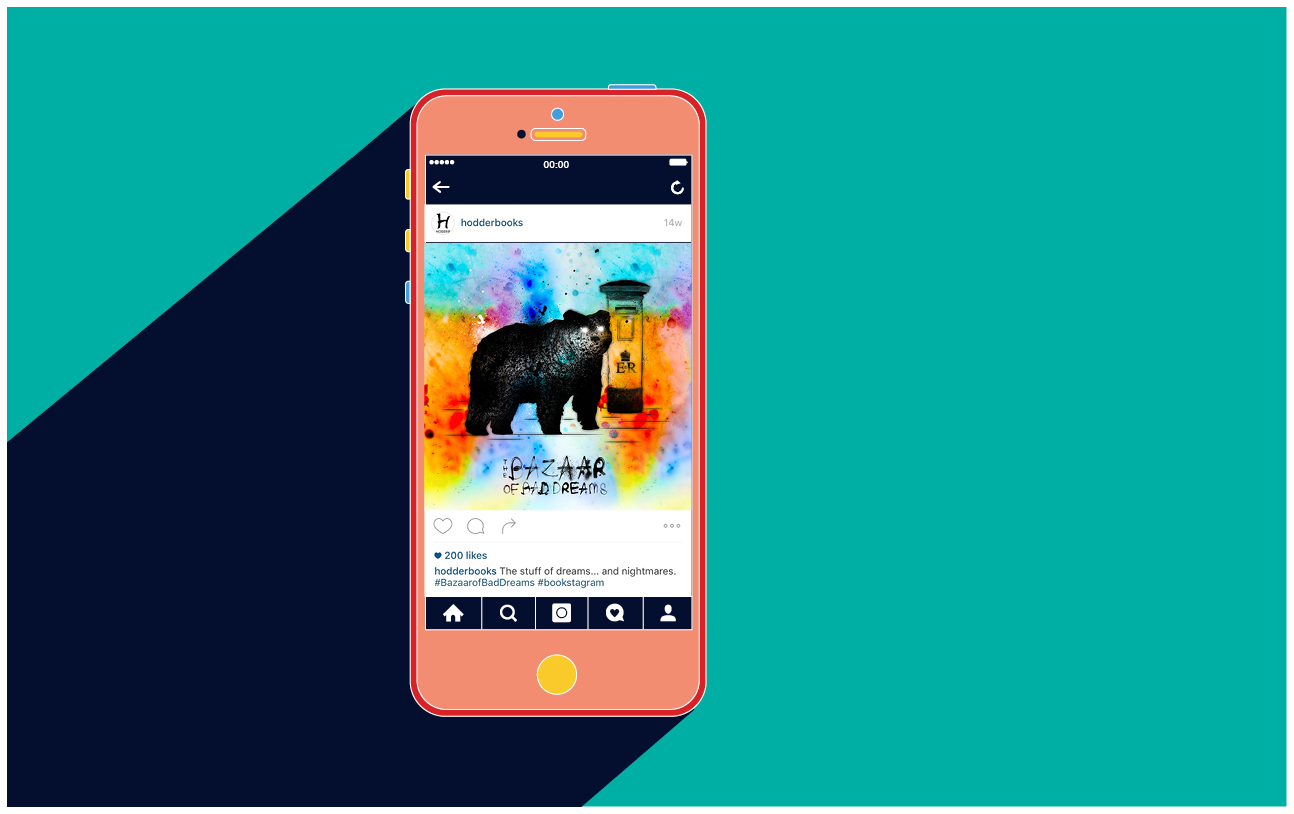 00:00
H
HODDER
hodderbooks
14w
E R
THE BAZAAR
OF BAD DREAMS
200 likes
hodderbooks The stuff of dreams... and nightmares.
#BazaarofBadDreams #bookstagram